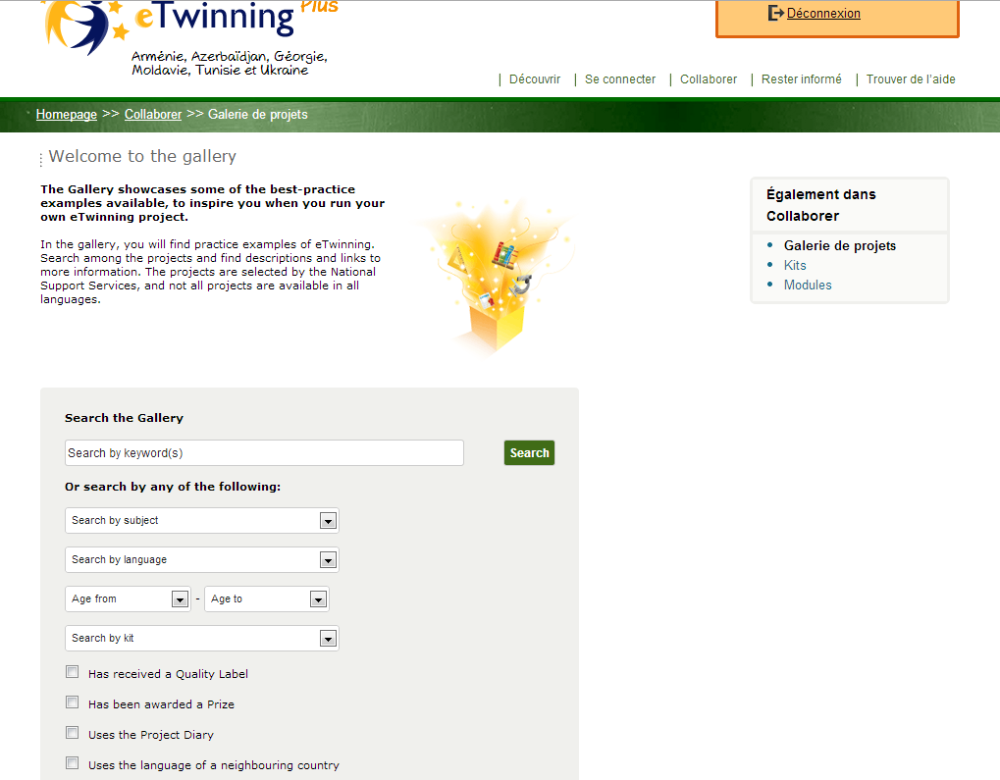 eTwinning Plus
Déconnexion
Arménie, Azerbaïdjan, Géorgie,
Moldavie, Tunisie et Ukraine
| Découvrir | Se connecter | Collaborer | Rester informé | Trouver de l'aide
Homepage >> Collaborer >> Galerie de projets
Welcome to the gallery
The Gallery showcases some of the best-practice
examples available, to inspire you when you run your
own eTwinning project.
In the gallery, you will find practice examples of eTwinning.
Search among the projects and find descriptions and links to
more information. The projects are selected by the National
Support Services, and not all projects are available in all
languages.
Également dans
Collaborer
Galerie de projets
Kits
Modules
Search the Gallery
Search by keyword(s)
Search
Or search by any of the following:
Search by subject
Search by language
Age from - Age to
Search by kit
Has received a Quality Label
Has been awarded a Prize
Uses the Project Diary
Uses the language of a neighbouring country